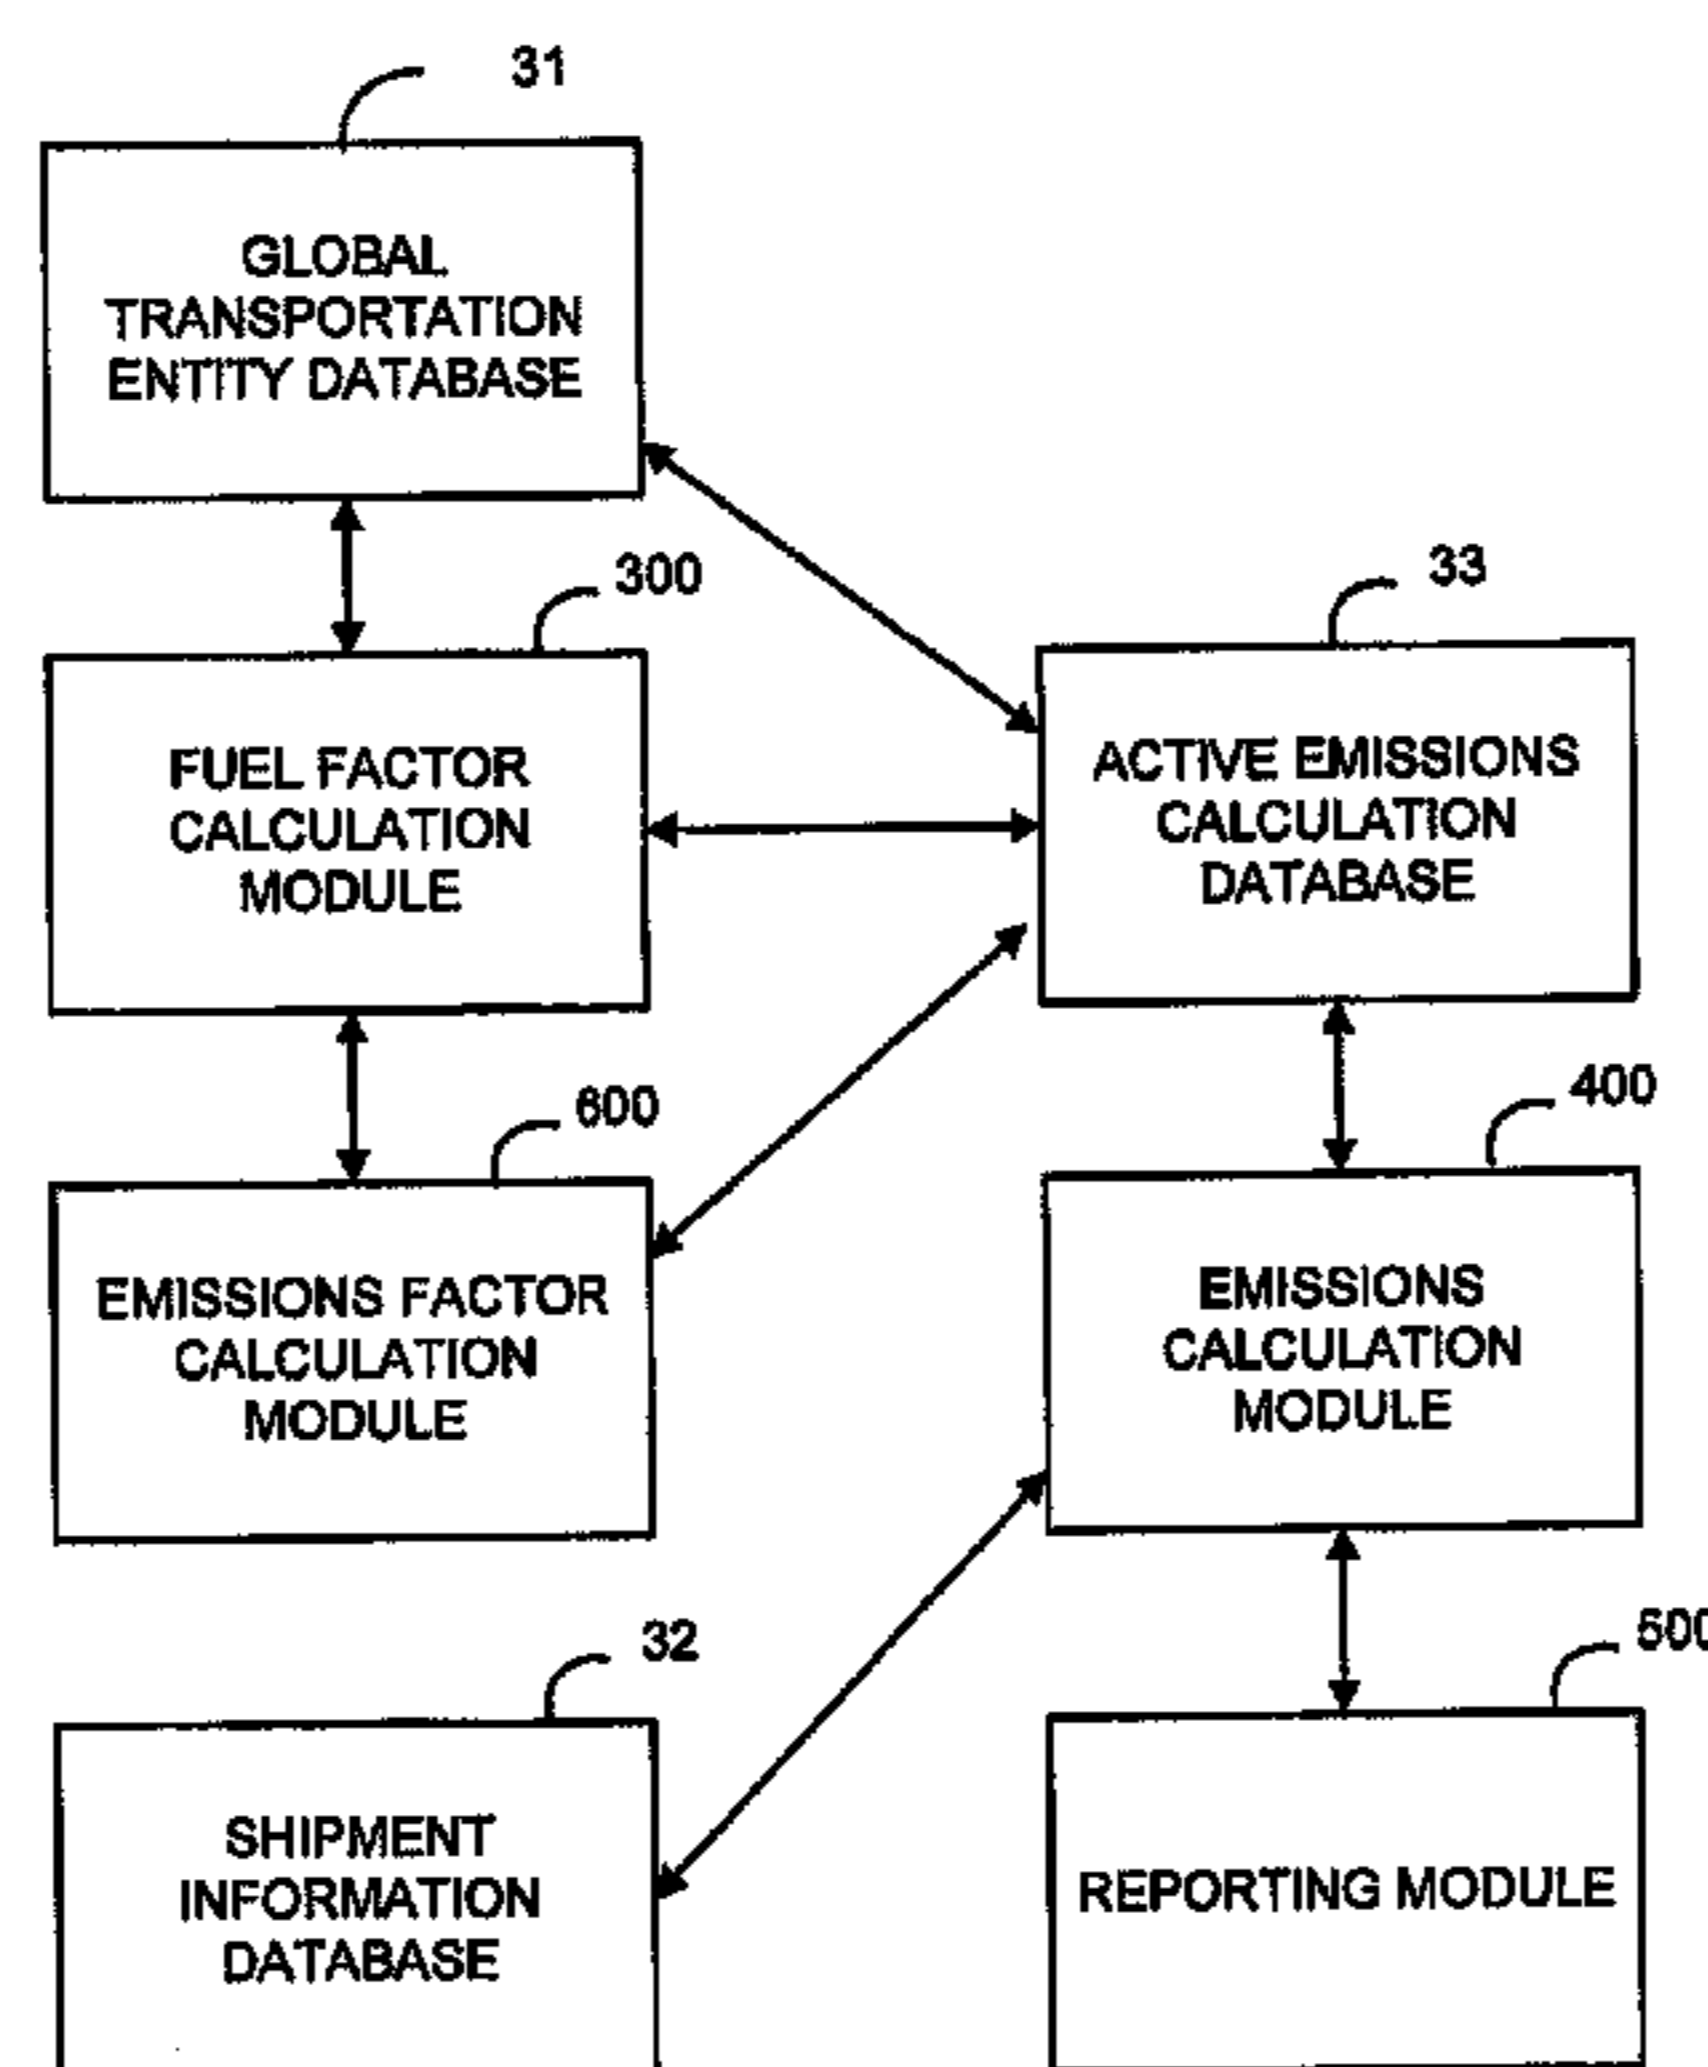 31
GLOBAL
TRANSPORTATION
ENTITY DATABASE
300
FUEL FACTOR
CALCULATION
MODULE
33
ACTIVE EMISSIONS
CALCULATION
DATABASE
600
EMISSIONS FACTOR
CALCULATION
MODULE
400
EMISSIONS
CALCULATION
MODULE
32
SHIPMENT
INFORMATION
DATABASE
REPORTING MODULE